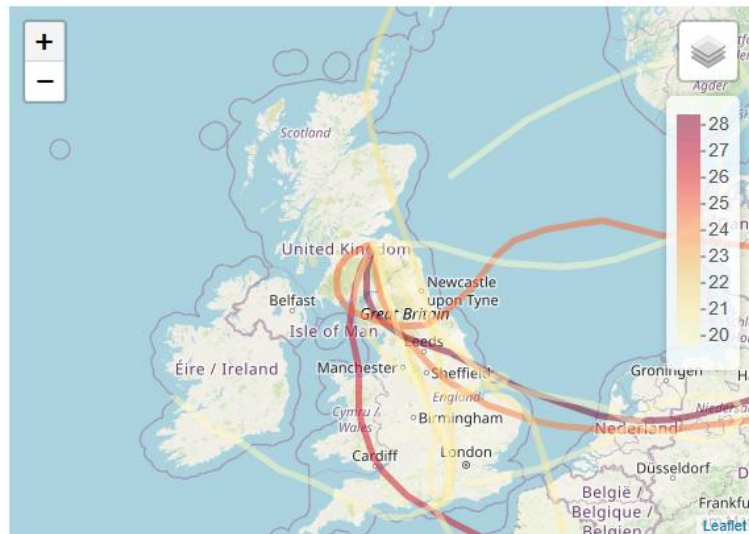 +
−
Agder
Scotland
28
27
26
25
24
23
22
21
20
United Kingdom
Newcastle
upon Tyne
Belfast
Great Britain
Isle of Man
Leeds
Éire / Ireland
Manchester
Sheffield
Groningen
England
Cymru /
Wales
Birmingham
Nederland
Cardiff
London
Düsseldorf
België /
Belgique /
Belgien
Leaflet